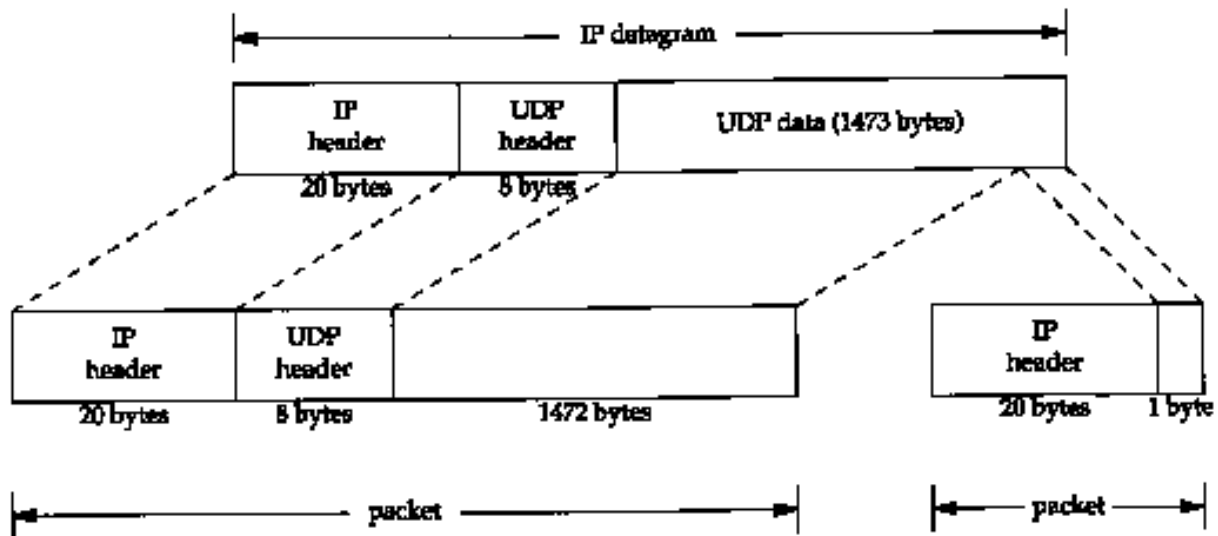 IP datagram
IP
header
UDP
header
UDP data (1473 bytes)
20 bytes
8 bytes
IP
header
UDP
header
IP
header
20 bytes
8 bytes
1472 bytes
20 bytes
1 byte
packet
packet